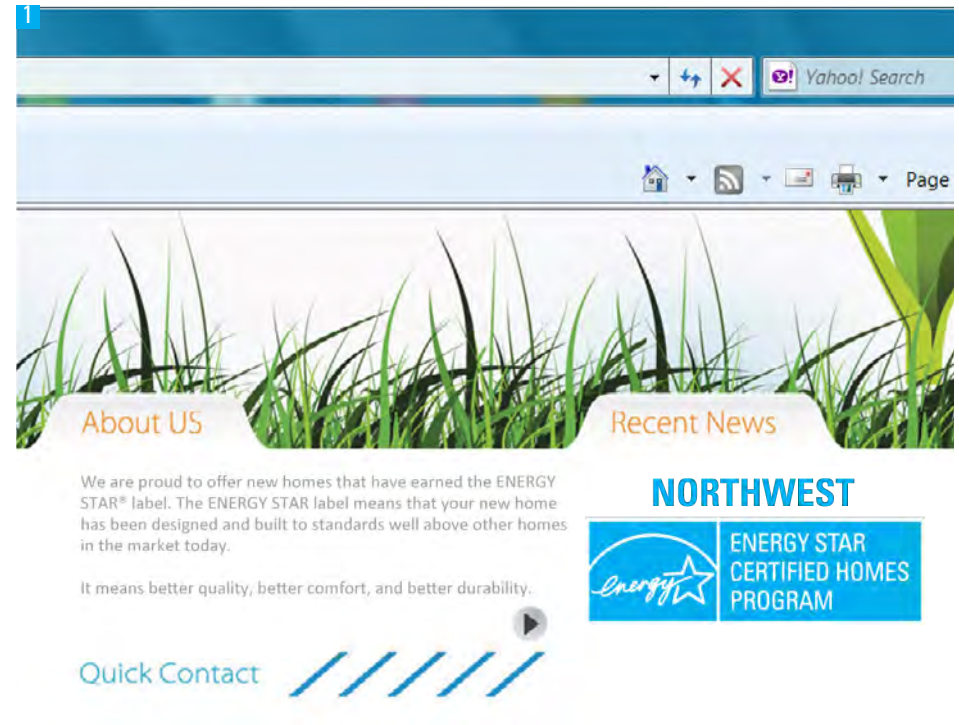 1
Yahoo! Search
Page
About US
Recent News
We are proud to offer new homes that have earned the ENERGY
STAR® label. The ENERGY STAR label means that your new home
has been designed and built to standards well above other homes
in the market today.
It means better quality, better comfort, and better durability.
NORTHWEST
energy
ENERGY STAR
CERTIFIED HOMES
PROGRAM
Quick Contact